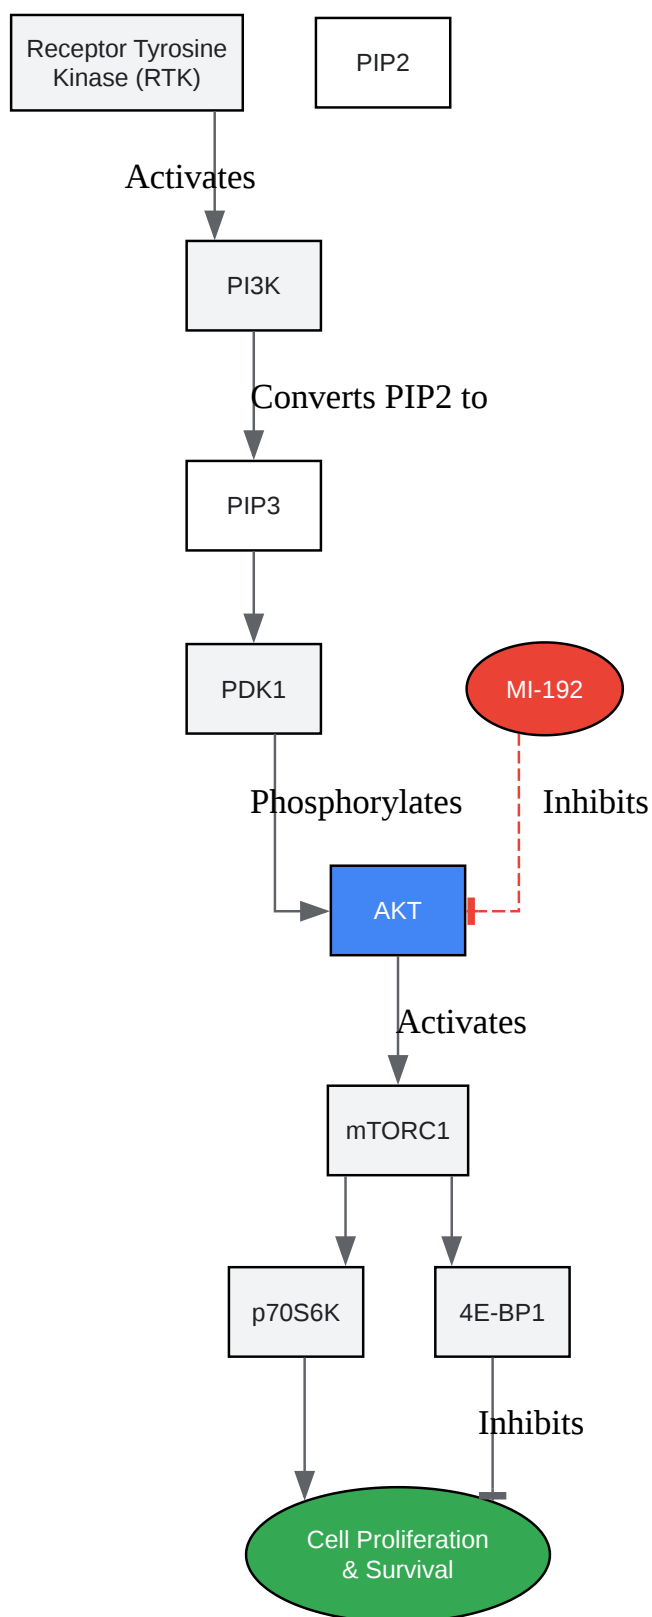 Receptor Tyrosine
Kinase (RTK)
PIP2
Activates
PI3K
Converts PIP2 to
PIP3
PDK1
MI-192
Phosphorylates
Inhibits
AKT
Activates
mTORC1
p70S6K
4E-BP1
Inhibits
Cell Proliferation
& Survival